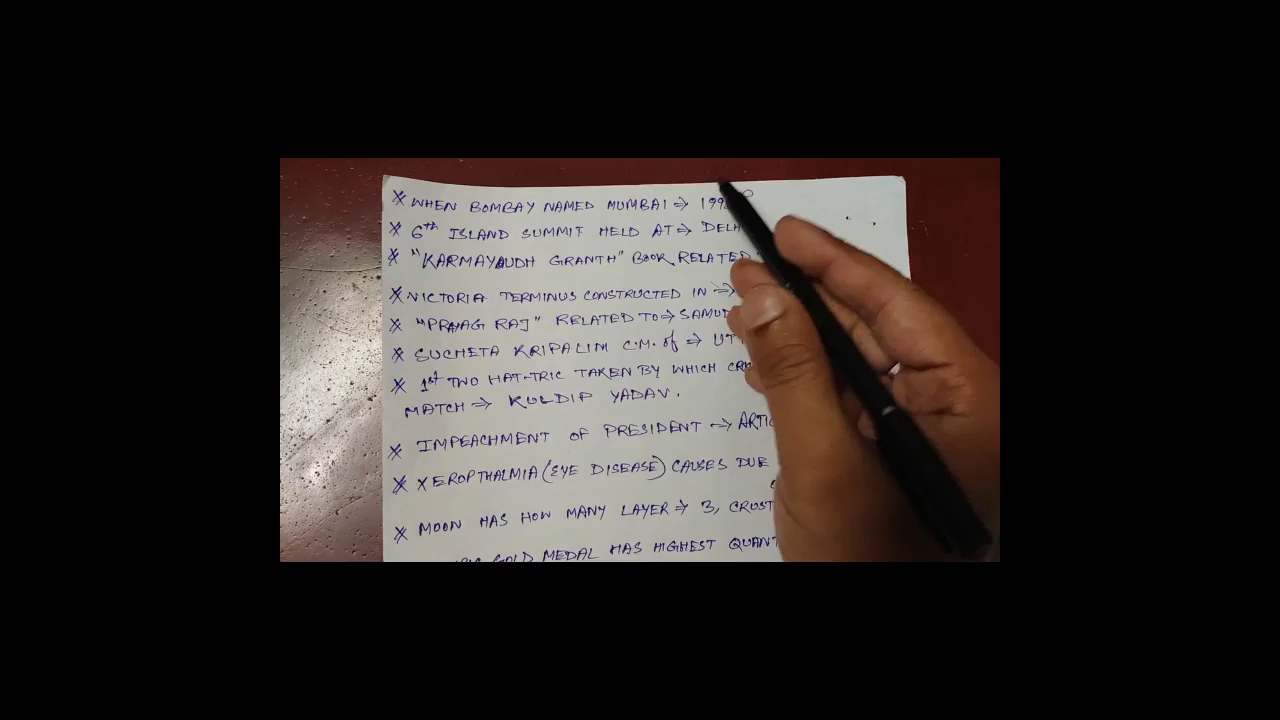 * WHEN BOMBAY NAMED MUMBAI →
* 6th ISLAND SUMMIT HELD AT →
* "KARMAYAUDH GRANTH" BOOK RELATED
* VICTORIA TERMINUS CONSTRUCTED IN →
* "PRAYAG RAJ" RELATED TO →
* SUCHETA KRIPALINI C.M. of →
* 1st TWO HAT-TRIC TAKEN BY WHICH
MATCH → KULDIP YADAV.
* IMPEACHMENT OF PRESIDENT →
* XEROPTHALMIA (EYE DISEASE) CAUSES DUE
* MOON HAS HOW MANY LAYER → 3, CRUST
GOLD MEDAL HAS HIGHEST